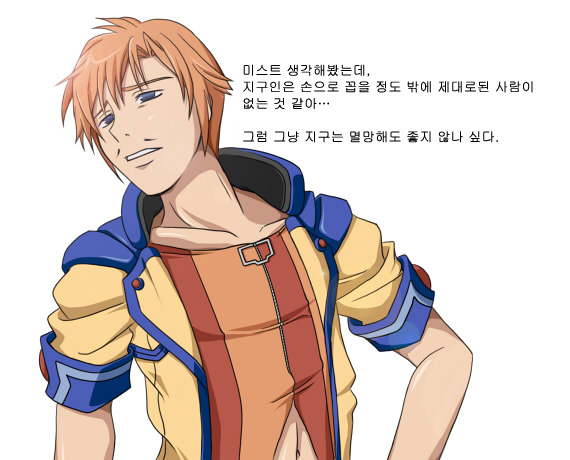 미스트 생각해봤는데,
지구인은 손으로 꼽을 정도 밖에 제대로된 사람이
없는 것 같아…
그럼 그냥 지구는 멸망해도 좋지 않나 싶다.